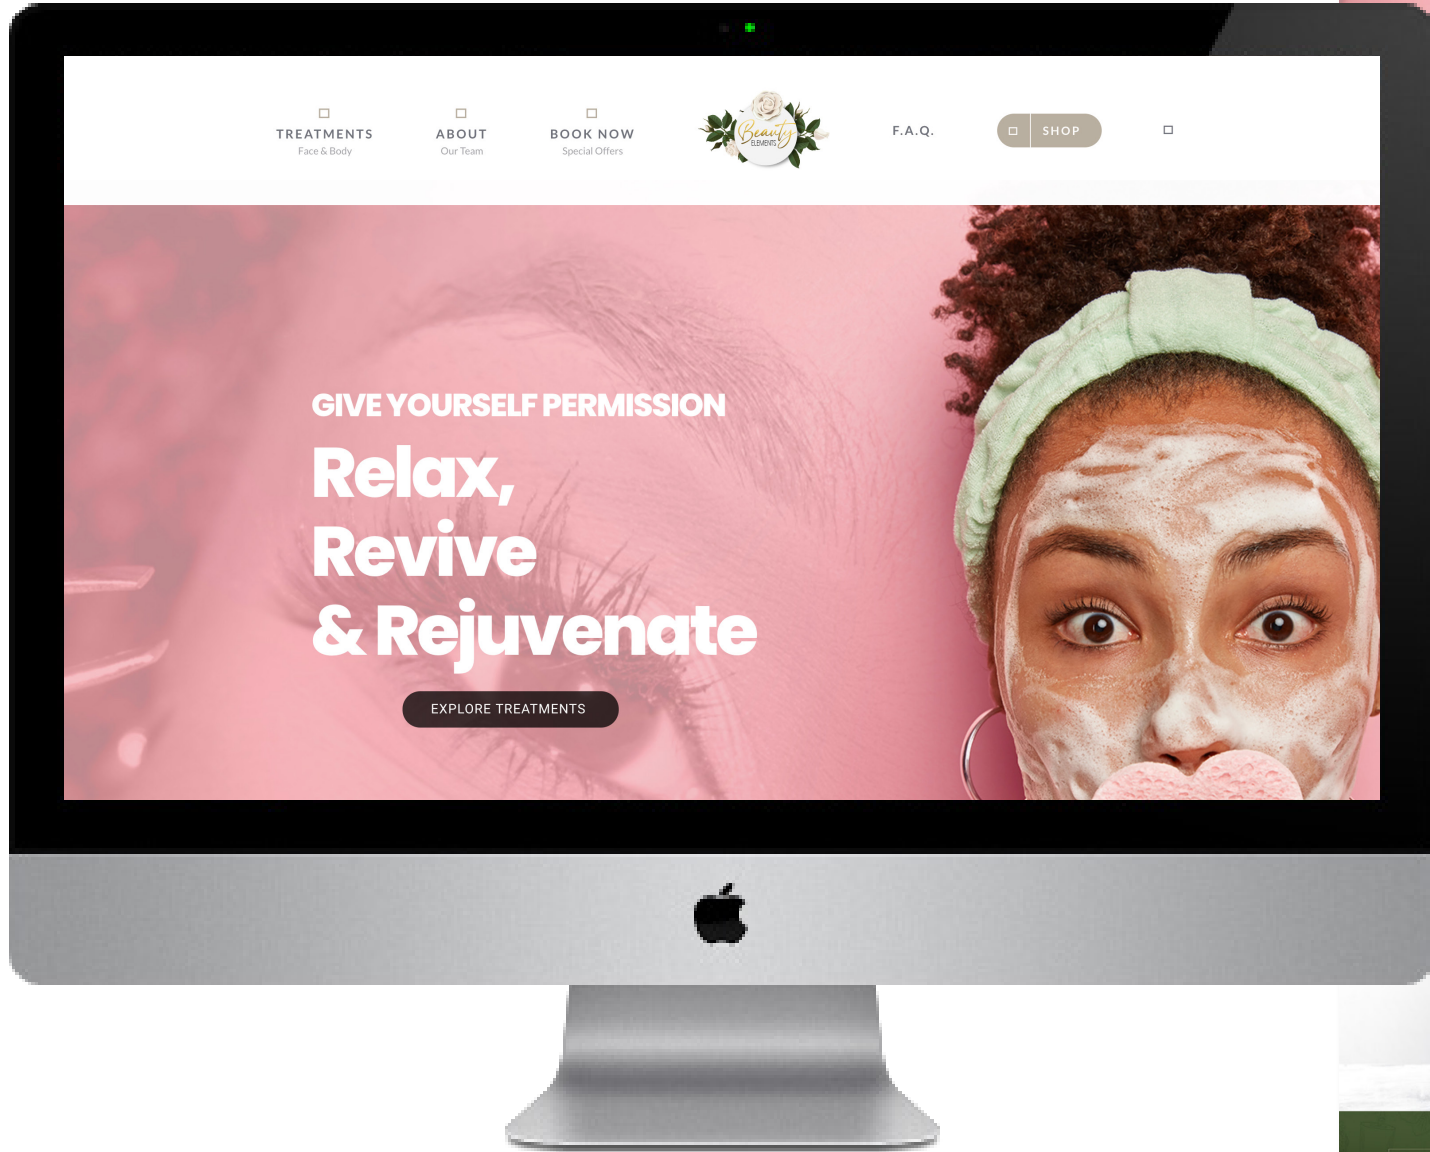 TREATMENTS
Face & Body
ABOUT
Our Team
BOOK NOW
Special Offers
Beauty
ELEMENTS
F.A.Q.
SHOP
GIVE YOURSELF PERMISSION
Relax,
Revive
& Rejuvenate
EXPLORE TREATMENTS